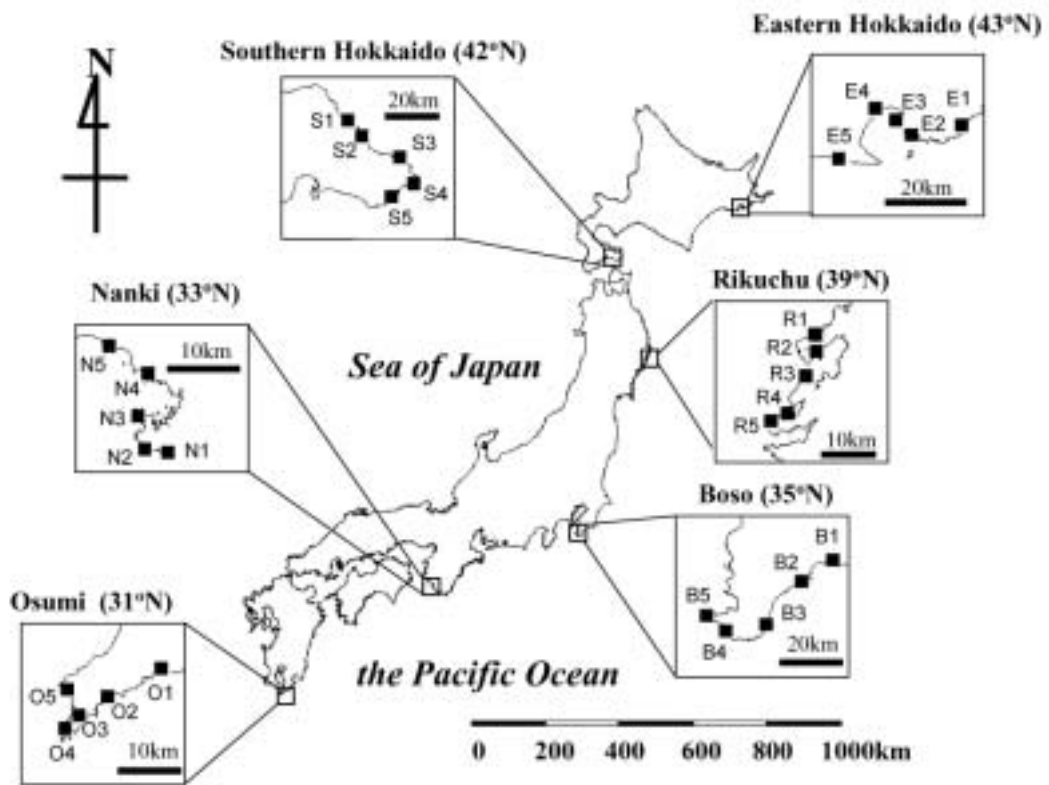 Eastern Hokkaido (43°N)
Southern Hokkaido (42°N)
N
20km
S1
S2
S3
S4
S5
E4
E3
E1
E2
E5
20km
Nanki (33°N)
10km
N5
N4
N3
N2
N1
Rikuchu (39°N)
R1
R2
R3
R4
R5
10km
Sea of Japan
Boso (35°N)
B1
B2
B5
B3
B4
20km
Osumi (31°N)
O1
O5
O2
O3
O4
10km
the Pacific Ocean
0 200 400 600 800 1000km